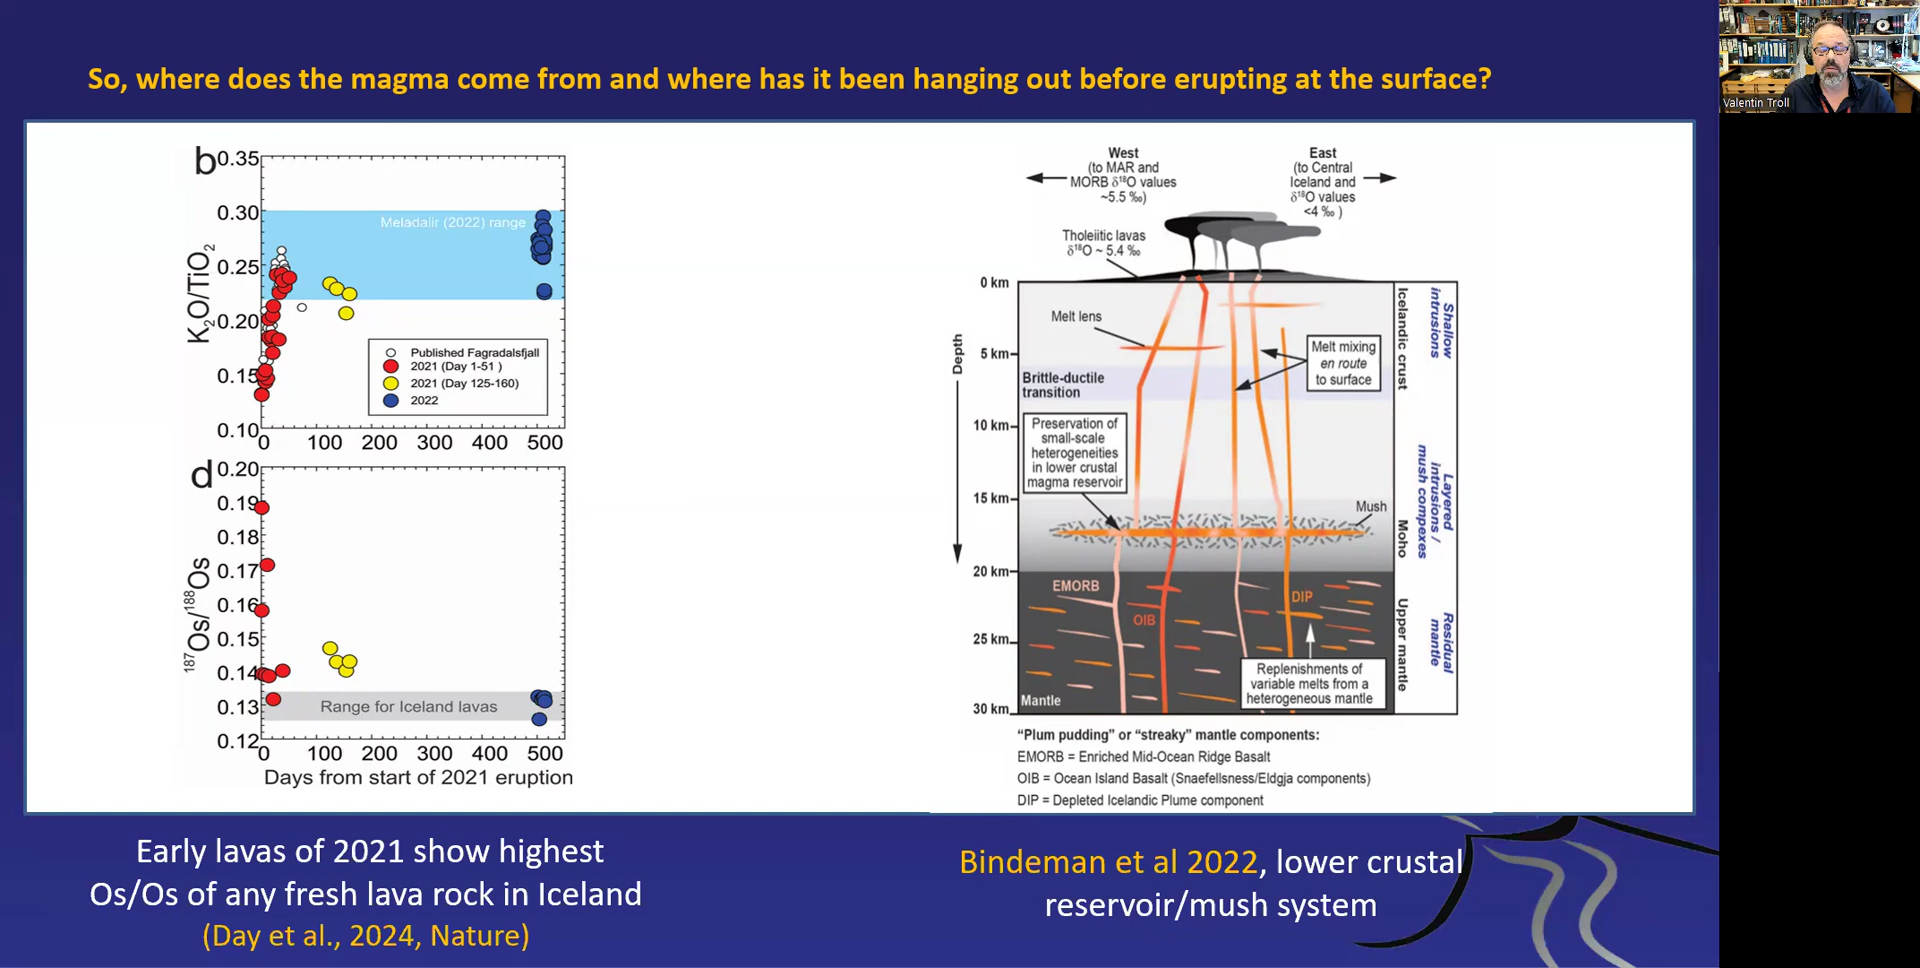 So, where does the magma come from and where has it been hanging out before erupting at the surface?
Valentin Troll
b
0.35
0.30
0.25
0.20
0.15
0.10
K2O/TiO2
Meladalir (2022) range
Published Fagradalsfjall
2021 (Day 1-51 )
2021 (Day 125-160)
2022
0 100 200 300 400 500
d
0.20
0.19
0.18
0.17
0.16
0.15
0.14
0.13
0.12
187Os/188Os
Range for Iceland lavas
0 100 200 300 400 500
Days from start of 2021 eruption
West
(to MAR and
MORB δ18O values
~5.5 ‰)
East
(to Central
Iceland and
δ18O values
<4 ‰ )
Tholeiitic lavas
δ18O ~ 5.4 ‰
0 km
5 km
10 km
15 km
20 km
25 km
30 km
Depth
Melt lens
Melt mixing
en route
to surface
Brittle-ductile
transition
Preservation of
small-scale
heterogeneities
in lower crustal
magma reservoir
Mush
EMORB
OIB
DIP
Replenishments of
variable melts from a
heterogeneous mantle
Mantle
Icelandic crust
Moho
Upper mantle
Shallow
intrusions
Layered
intrusions /
mush compexes
Residual
mantle
“Plum pudding” or “streaky” mantle components:
EMORB = Enriched Mid-Ocean Ridge Basalt
OIB = Ocean Island Basalt (Snaefellsness/Eldgja components)
DIP = Depleted Icelandic Plume component
Early lavas of 2021 show highest
Os/Os of any fresh lava rock in Iceland
(Day et al., 2024, Nature)
Bindeman et al 2022, lower crustal
reservoir/mush system